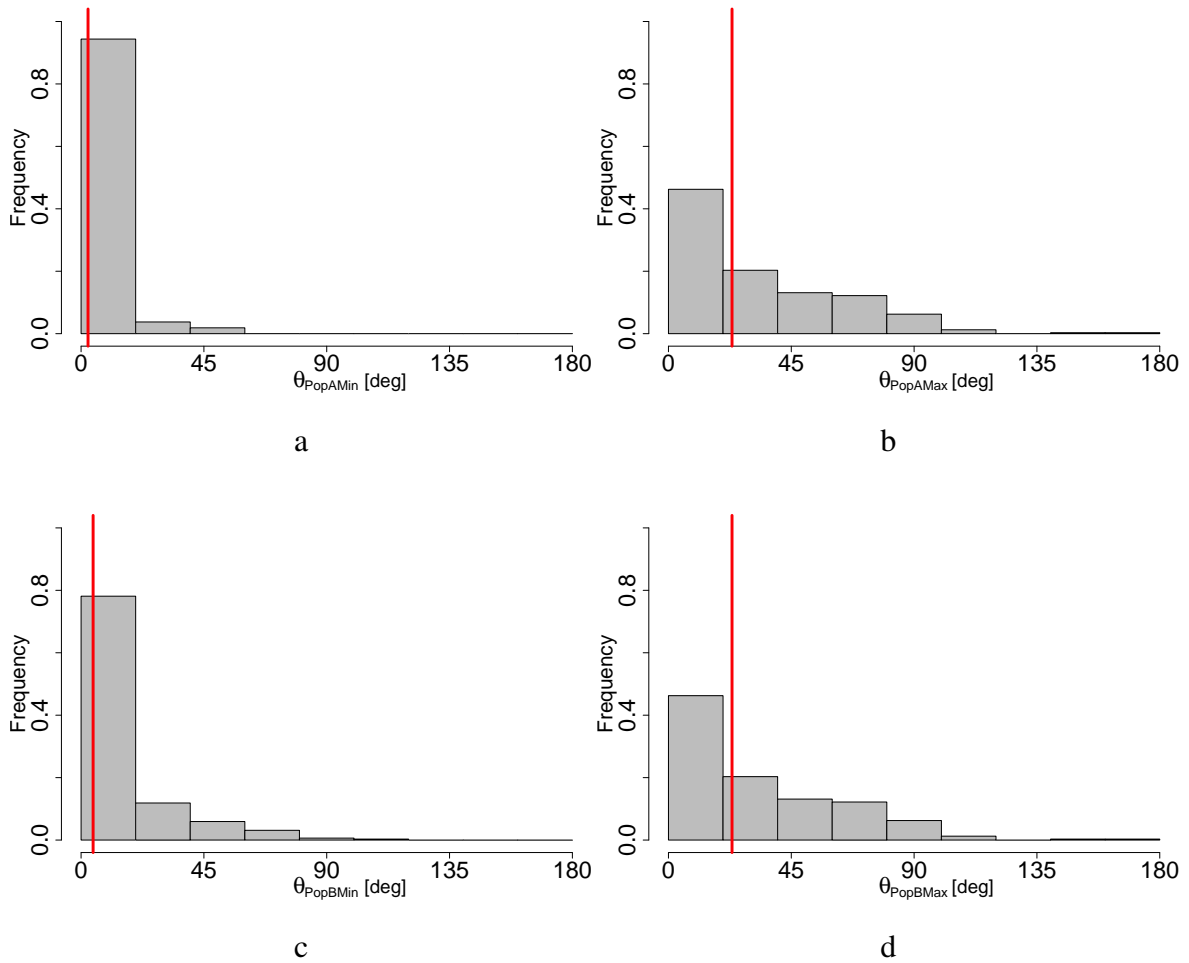 Frequency
0.0 0.4 0.8
0 45 90 135 180
θPopAMin [deg]
a
Frequency
0.0 0.4 0.8
0 45 90 135 180
θPopAMax [deg]
b
Frequency
0.0 0.4 0.8
0 45 90 135 180
θPopBMin [deg]
c
Frequency
0.0 0.4 0.8
0 45 90 135 180
θPopBMax [deg]
d